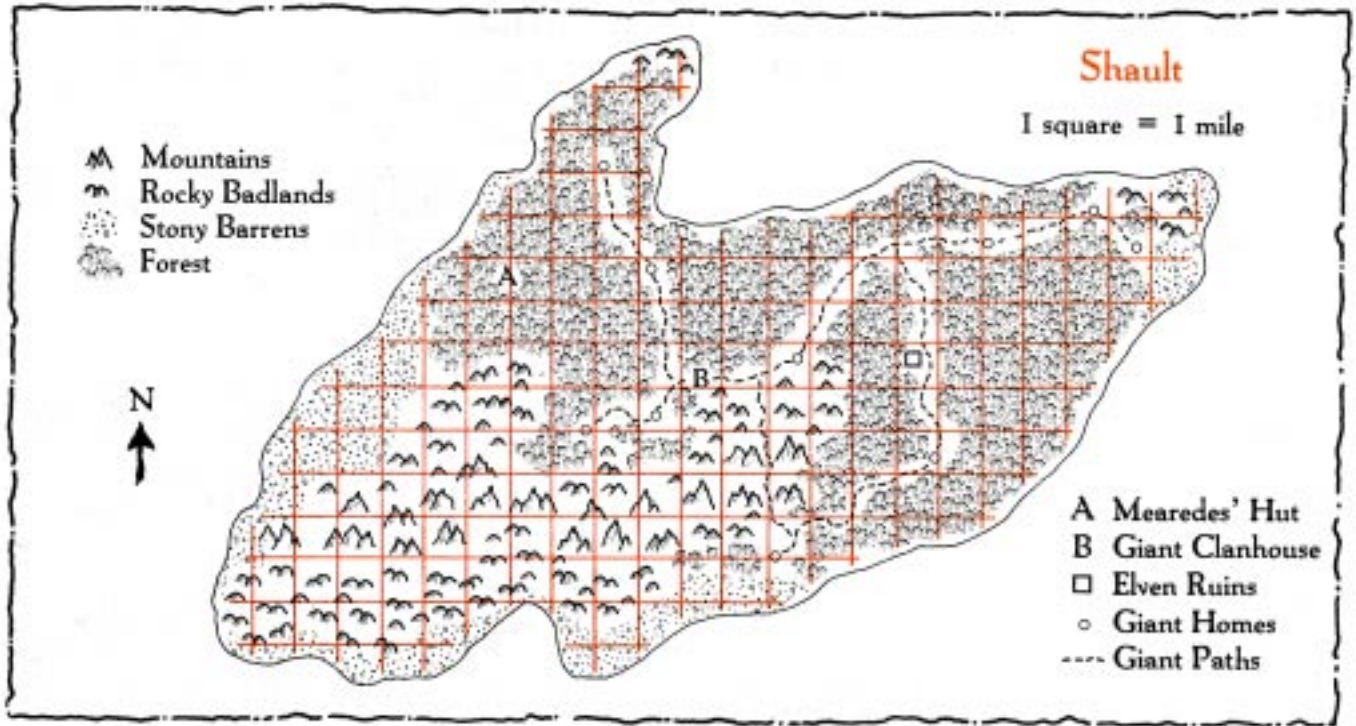 Shault
1 square = 1 mile
Mountains
Rocky Badlands
Stony Barrens
Forest
A
B
N
A Mearedes' Hut
B Giant Clanhouse
Elven Ruins
Giant Homes
Giant Paths